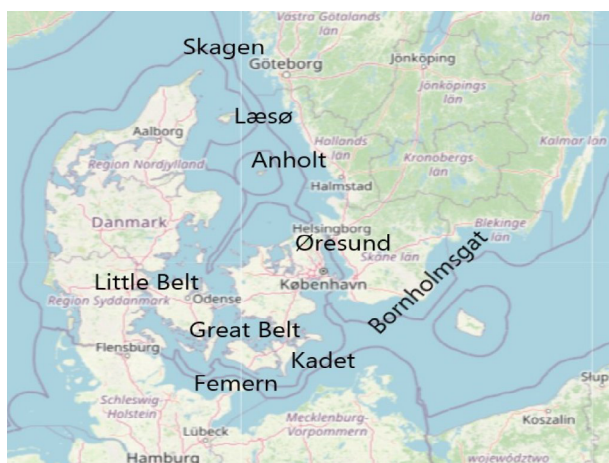 Västra Götalands
län
Skagen
Göteborg
Jönköping
Jönköpings
län
Læsø
Aalborg
Region Nordjylland
Hallands
län
Kalmar län
Anholt
Kronobergs
län
Halmstad
Danmark
Helsingborg
Blekinge
län
Øresund
Skåne län
Bornholmsgat
Little Belt
Odense
København
Region Syddanmark
Great Belt
Flensburg
Kadet
Femern
Schleswig-
Holstein
Słup
Lübeck
Mecklenburg-
Vorpommern
Koszalin
Hamburg
województwo